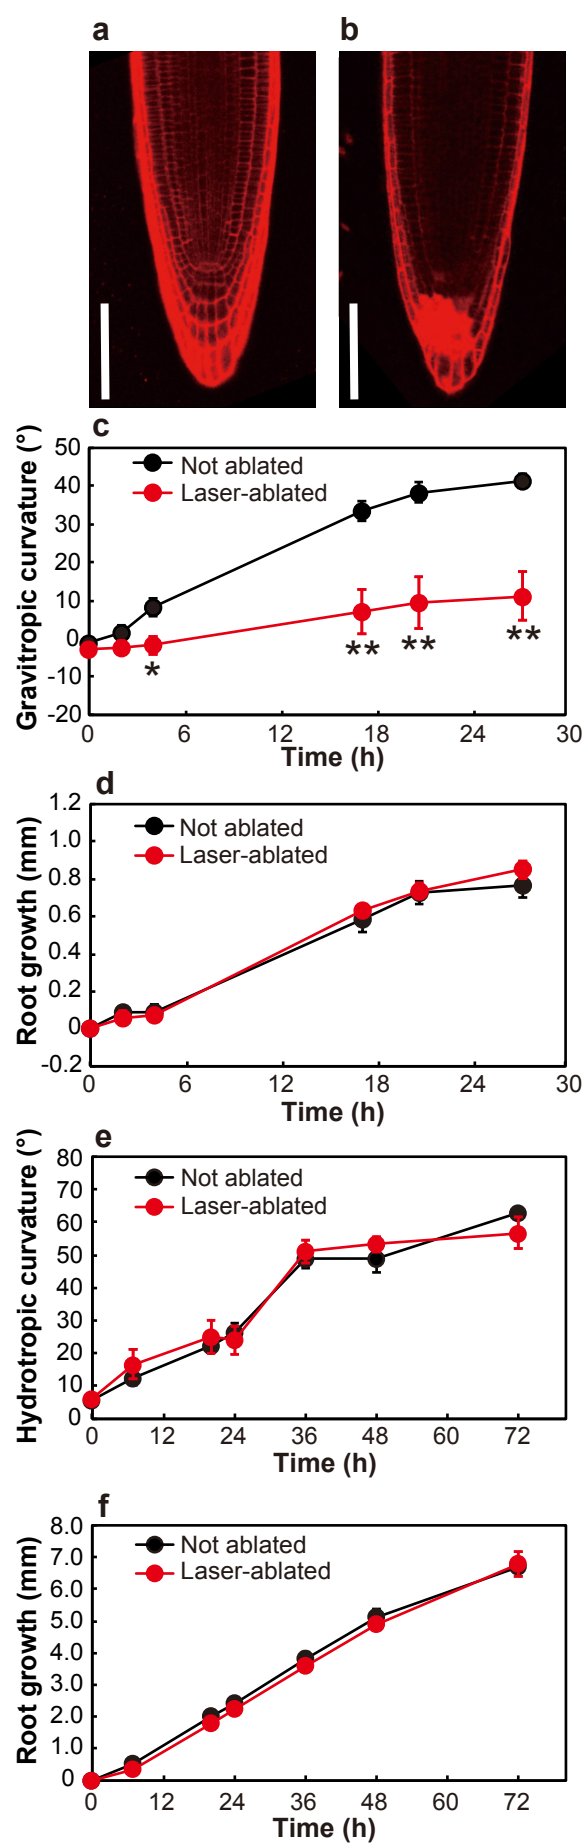 a b
c
Gravitropic curvature (°)
50
40
30
20
10
0
-10
-20
Not ablated
Laser-ablated
* ** ** **
0 6 12 18 24 30
Time (h)
d
Root growth (mm)
1.2
1.0
0.8
0.6
0.4
0.2
0
-0.2
Not ablated
Laser-ablated
0 6 12 18 24 30
Time (h)
e
Hydrotropic curvature (°)
80
70
60
50
40
30
20
10
0
Not ablated
Laser-ablated
0 12 24 36 48 60 72
Time (h)
f
Root growth (mm)
8.0
7.0
6.0
5.0
4.0
3.0
2.0
1.0
0
Not ablated
Laser-ablated
0 12 24 36 48 60 72
Time (h)